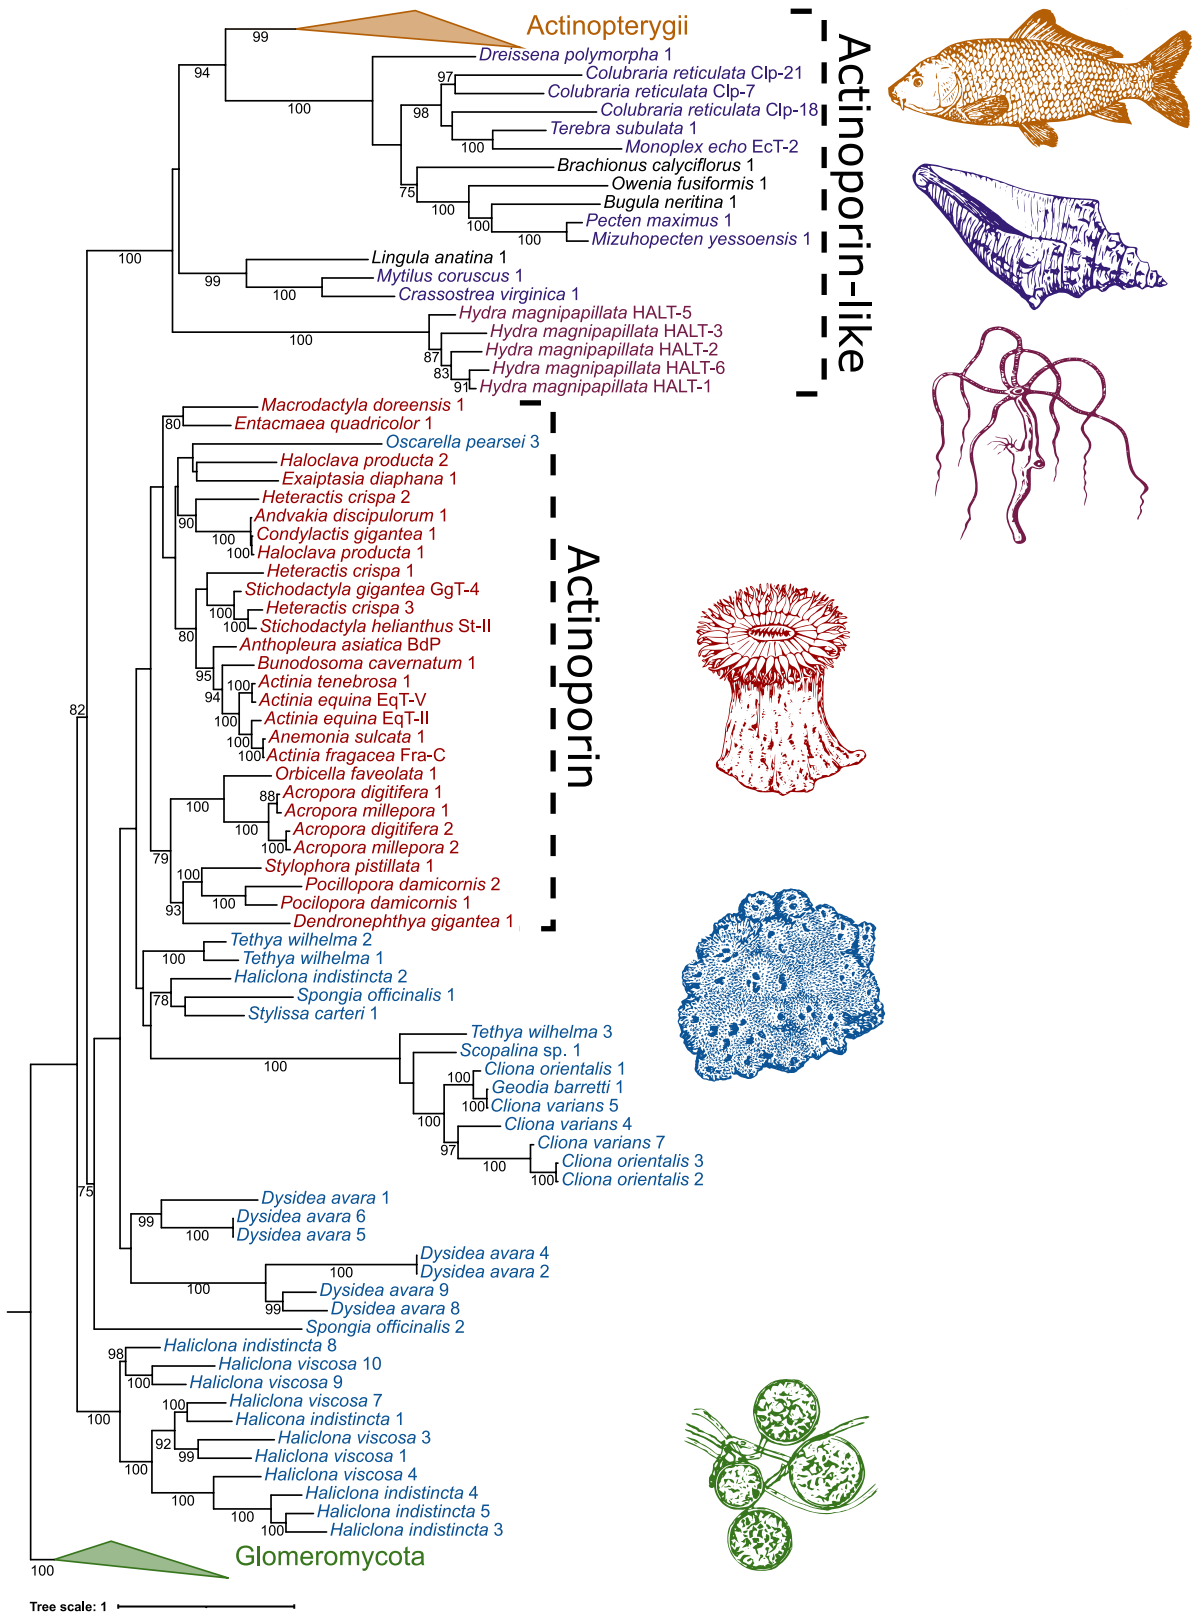 Actinopterygii
99
Dreissena polymorpha 1
94
Colubraria reticulata Clp-21
97
Colubraria reticulata Clp-7
100
98
Colubraria reticulata Clp-18
Terebra subulata 1
100
Monoplex echo EcT-2
Brachionus calyciflorus 1
75
Owenia fusiformis 1
100
Bugula neritina 1
100
Pecten maximus 1
100
Mizuhopecten yessoensis 1
100
Lingula anatina 1
99
Mytilus coruscus 1
100
Crassostrea virginica 1
Hydra magnipapillata HALT-5
100
Hydra magnipapillata HALT-3
87
Hydra magnipapillata HALT-2
83
Hydra magnipapillata HALT-6
91
Hydra magnipapillata HALT-1
Actinoporin-like
Macrodactyla doreensis 1
80
Entacmaea quadricolor 1
Oscarella pearsei 3
Haloclava producta 2
Exaiptasia diaphana 1
Heteractis crispa 2
90
Andvakia discipulorum 1
100
Condylactis gigantea 1
100
Haloclava producta 1
Heteractis crispa 1
Stichodactyla gigantea GgT-4
100
Heteractis crispa 3
100
Stichodactyla helianthus St-II
80
Anthopleura asiatica BdP
95
Bunodosoma cavernatum 1
94
Actinia tenebrosa 1
100
Actinia equina EqT-V
100
Actinia equina EqT-II
100
Anemonia sulcata 1
100
Actinia fragacea Fra-C
Orbicella faveolata 1
100
Acropora digitifera 1
88
Acropora millepora 1
100
Acropora digitifera 2
100
Acropora millepora 2
79
Stylophora pistillata 1
100
Pocillopora damicornis 2
100
Pocilopora damicornis 1
93
Dendronephthya gigantea 1
Actinoporin
82
Tethya wilhelma 2
100
Tethya wilhelma 1
Haliclona indistincta 2
78
Spongia officinalis 1
Stylissa carteri 1
Tethya wilhelma 3
100
Scopalina sp. 1
Cliona orientalis 1
100
Geodia barretti 1
100
Cliona varians 5
100
Cliona varians 4
97
Cliona varians 7
100
Cliona orientalis 3
100
Cliona orientalis 2
75
Dysidea avara 1
99
Dysidea avara 6
100
Dysidea avara 5
Dysidea avara 4
100
Dysidea avara 2
100
Dysidea avara 9
99
Dysidea avara 8
Spongia officinalis 2
Haliclona indistincta 8
98
Haliclona viscosa 10
100
Haliclona viscosa 9
100
Haliclona viscosa 7
100
Halicona indistincta 1
92
Haliclona viscosa 3
99
Haliclona viscosa 1
100
Haliclona viscosa 4
100
Haliclona indistincta 4
100
Haliclona indistincta 5
100
Haliclona indistincta 3
Glomeromycota
100
Tree scale: 1